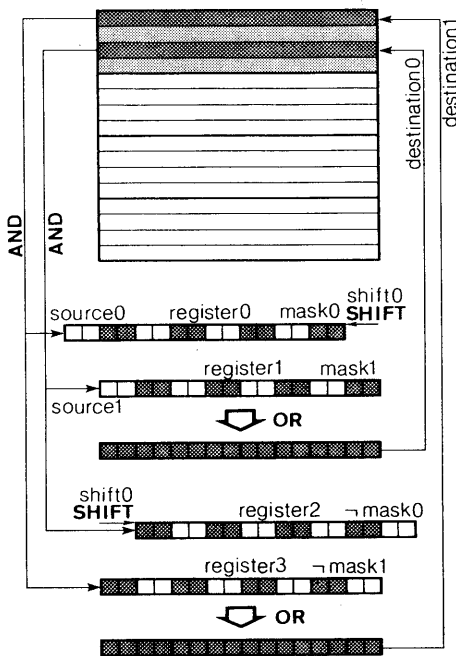 destination1
destination0
AND
AND
shift0
source0 register0 mask0 SHIFT
register1 mask1
source1
OR
shift0
SHIFT register2 ¬ mask0
register3 ¬ mask1
OR